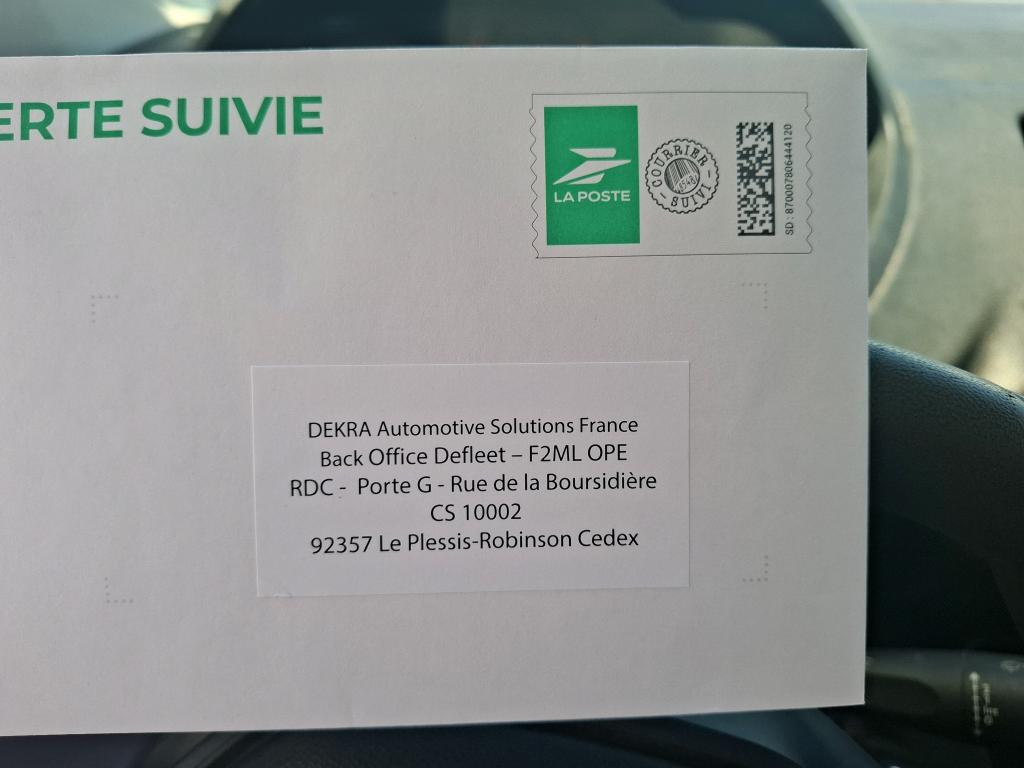 ERTE SUIVIE
LA POSTE
COURRIER
SUIVI
SD : 870007806444120
DEKRA Automotive Solutions France
Back Office Defleet – F2ML OPE
RDC - Porte G - Rue de la Boursidière
CS 10002
92357 Le Plessis-Robinson Cedex